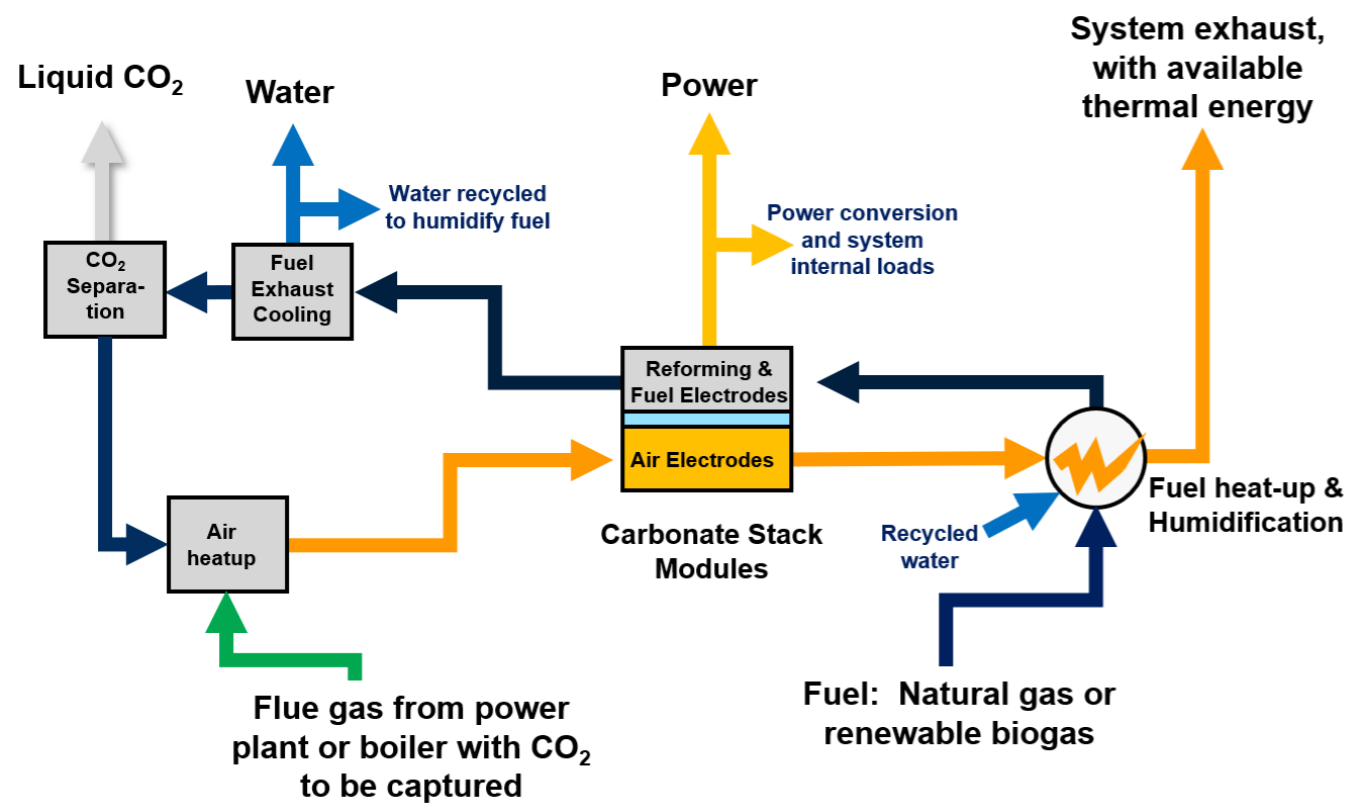 System exhaust,
with available
thermal energy
Liquid CO₂
Water
Power
Water recycled
to humidify fuel
Power conversion
and system
internal loads
CO₂
Separa-
tion
Fuel
Exhaust
Cooling
Reforming &
Fuel Electrodes
Air Electrodes
Carbonate Stack
Modules
Fuel heat-up &
Humidification
Recycled
water
Air
heatup
Flue gas from power
plant or boiler with CO₂
to be captured
Fuel:  Natural gas or
renewable biogas